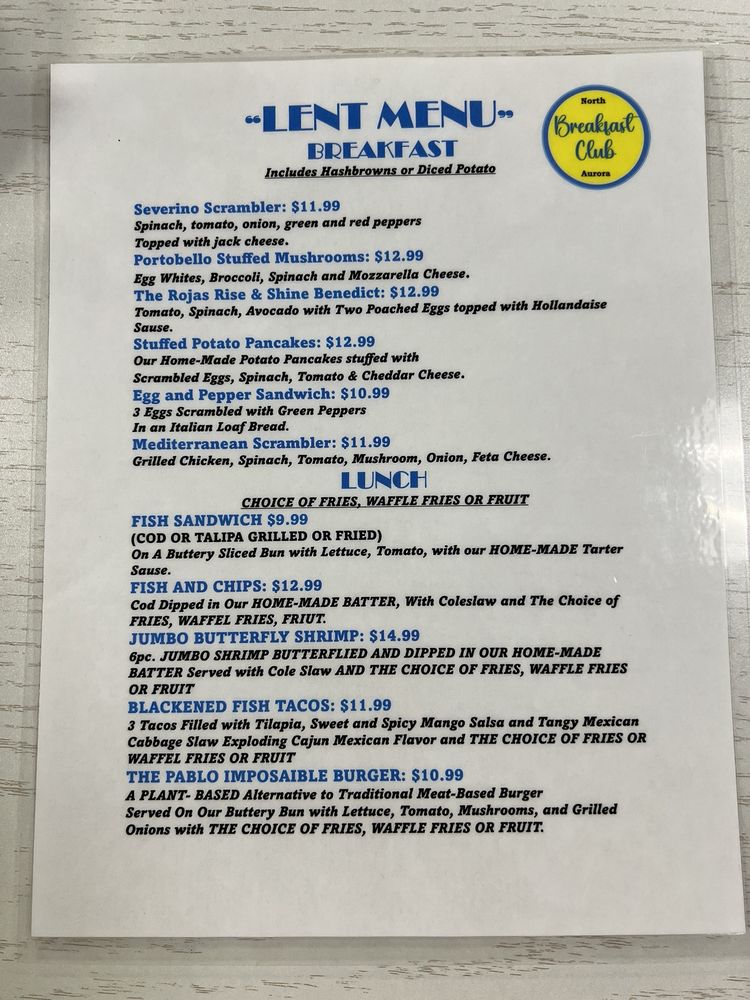 “LENT MENU”
BREAKFAST
Includes Hashbrowns or Diced Potato
North
Breakfast
Club
Aurora
Severino Scrambler: $11.99
Spinach, tomato, onion, green and red peppers
Topped with jack cheese.
Portobello Stuffed Mushrooms: $12.99
Egg Whites, Broccoli, Spinach and Mozzarella Cheese.
The Rojas Rise & Shine Benedict: $12.99
Tomato, Spinach, Avocado with Two Poached Eggs topped with Hollandaise
Sause.
Stuffed Potato Pancakes: $12.99
Our Home-Made Potato Pancakes stuffed with
Scrambled Eggs, Spinach, Tomato & Cheddar Cheese.
Egg and Pepper Sandwich: $10.99
3 Eggs Scrambled with Green Peppers
In an Italian Loaf Bread.
Mediterranean Scrambler: $11.99
Grilled Chicken, Spinach, Tomato, Mushroom, Onion, Feta Cheese.
LUNCH
CHOICE OF FRIES, WAFFLE FRIES OR FRUIT
FISH SANDWICH $9.99
(COD OR TALIPA GRILLED OR FRIED)
On A Buttery Sliced Bun with Lettuce, Tomato, with our HOME-MADE Tarter
Sause.
FISH AND CHIPS: $12.99
Cod Dipped in Our HOME-MADE BATTER, With Coleslaw and The Choice of
FRIES, WAFFEL FRIES, FRIUT.
JUMBO BUTTERFLY SHRIMP: $14.99
6pc. JUMBO SHRIMP BUTTERFLIED AND DIPPED IN OUR HOME-MADE
BATTER Served with Cole Slaw AND THE CHOICE OF FRIES, WAFFLE FRIES
OR FRUIT
BLACKENED FISH TACOS: $11.99
3 Tacos Filled with Tilapia, Sweet and Spicy Mango Salsa and Tangy Mexican
Cabbage Slaw Exploding Cajun Mexican Flavor and THE CHOICE OF FRIES OR
WAFFEL FRIES OR FRUIT
THE PABLO IMPOSAIBLE BURGER: $10.99
A PLANT- BASED Alternative to Traditional Meat-Based Burger
Served On Our Buttery Bun with Lettuce, Tomato, Mushrooms, and Grilled
Onions with THE CHOICE OF FRIES, WAFFLE FRIES OR FRUIT.